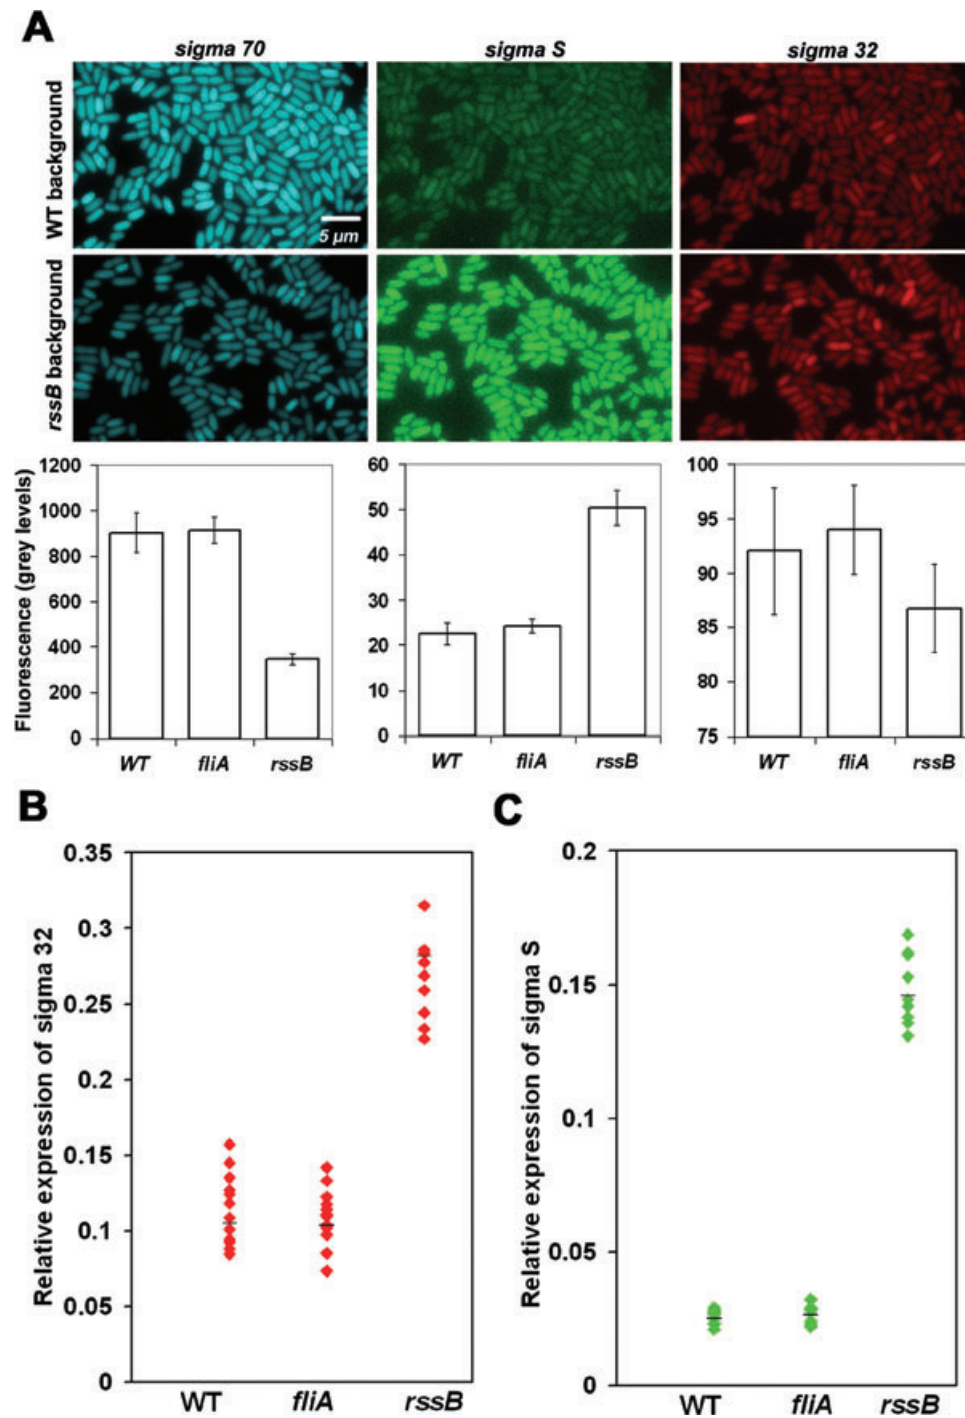 A
sigma 70 sigma S sigma 32
WT background
5 µm
rssB background
Fluorescence (grey levels)
1200
1000
800
600
400
200
0
WT fliA rssB
60
50
40
30
20
10
0
WT fliA rssB
100
95
90
85
80
75
WT fliA rssB
B
Relative expression of sigma 32
0.35
0.3
0.25
0.2
0.15
0.1
0.05
0
WT fliA rssB
C
Relative expression of sigma S
0.2
0.15
0.1
0.05
0
WT fliA rssB